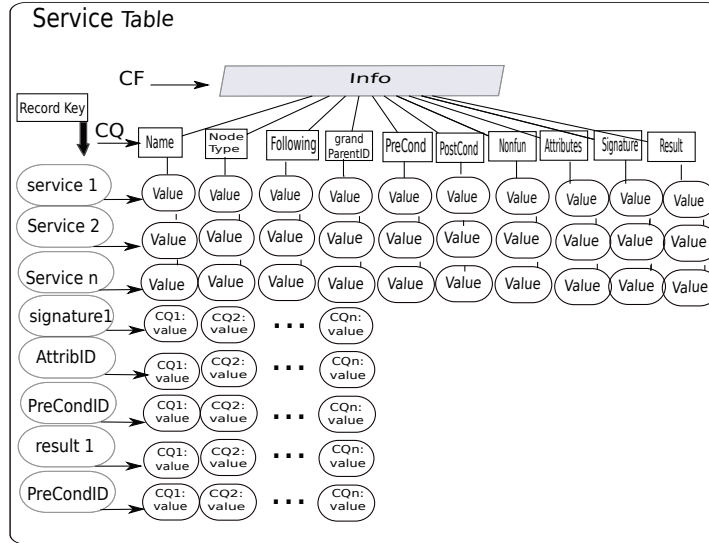 Service Table
CF
Info
Record Key
CQ
Name
Node
Type
Following
grand
ParentID
PreCond
PostCond
Nonfun
Attributes
Signature
Result
service 1
Value Value Value Value Value Value Value Value Value Value
Service 2
Value Value Value Value Value Value Value Value Value Value
Service n
Value Value Value Value Value Value Value Value Value Value
signature1
CQ1: CQ2: CQn:
value value ... value
AttribID
CQ1: CQ2: CQn:
value value ... value
PreCondID
CQ1: CQ2: CQn:
value value ... value
result 1
CQ1: CQ2: CQn:
value value ... value
PreCondID
CQ1: CQ2: CQn:
value value ... value